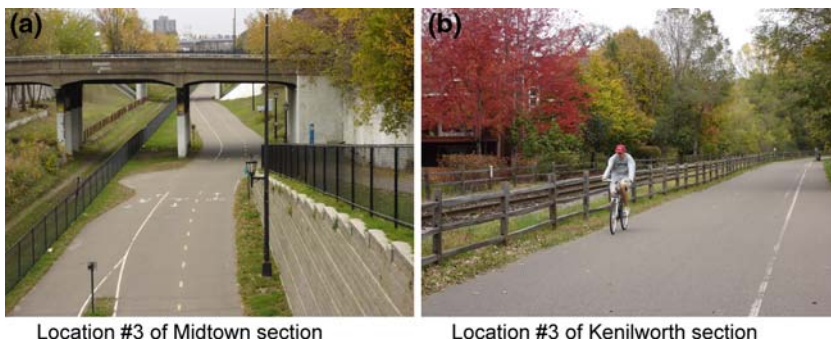 (a)
(b)
Location #3 of Midtown section
Location #3 of Kenilworth section